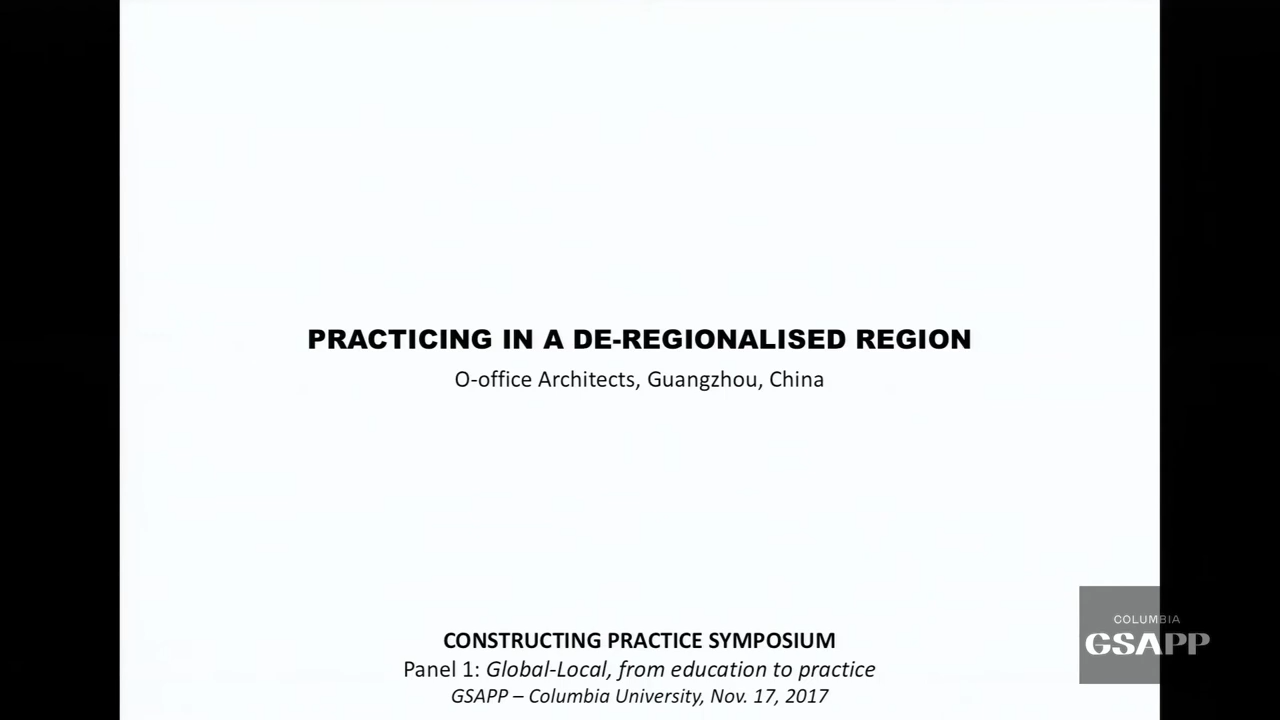 PRACTICING IN A DE-REGIONALISED REGION
O-office Architects, Guangzhou, China
CONSTRUCTING PRACTICE SYMPOSIUM
Panel 1: Global-Local, from education to practice
GSAPP – Columbia University, Nov. 17, 2017
COLUMBIA
GSAPP